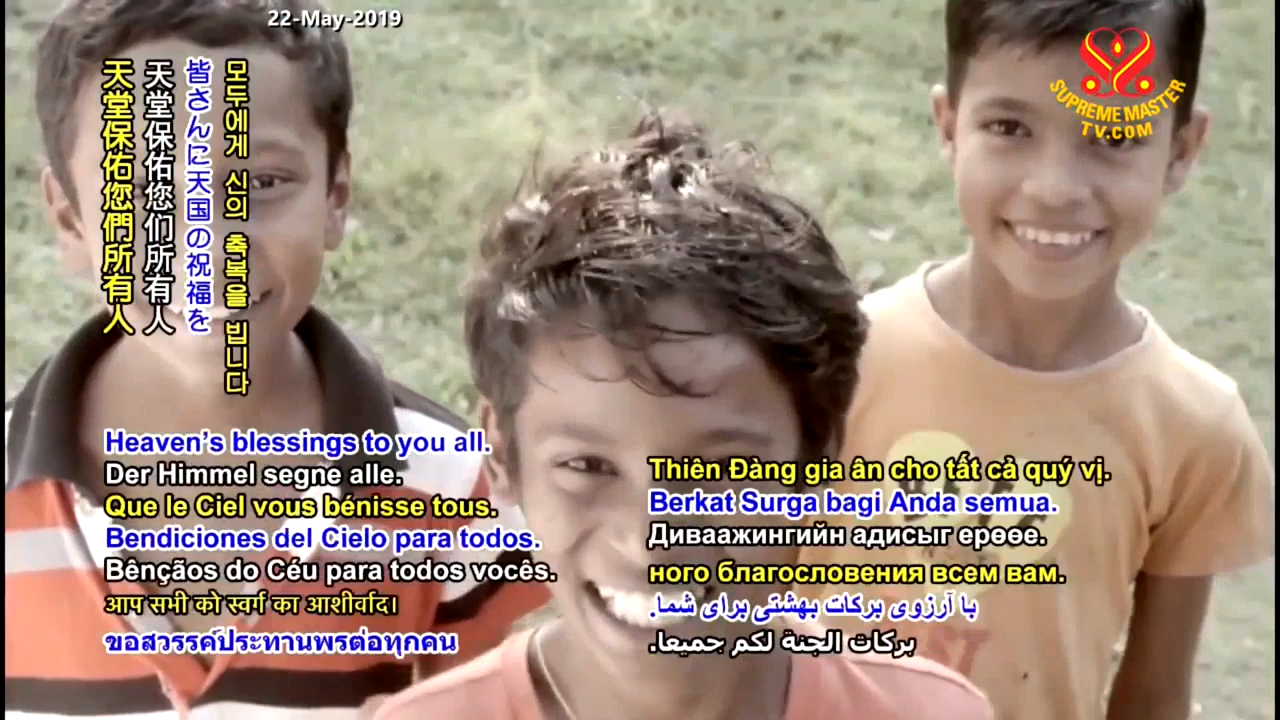 22-May-2019
SUPREME MASTER
TV.COM
모두에게 신의 축복을 빕니다
皆さんに天国の祝福を
天堂保佑您们所有人
天堂保佑您們所有人
Heaven's blessings to you all.
Der Himmel segne alle.
Que le Ciel vous bénisse tous.
Bendiciones del Cielo para todos.
Bênçãos do Céu para todos vocês.
आप सभी को स्वर्ग का आशीर्वाद।
ขอสวรรค์ประทานพรต่อทุกคน
Thiên Đàng gia ân cho tất cả quý vị.
Berkat Surga bagi Anda semua.
Диваажингийн адисыг ерөөе.
ного благословения всем вам.
با آرزوی برکات بهشتی برای شما.
بركات الجنة لكم جميعا.